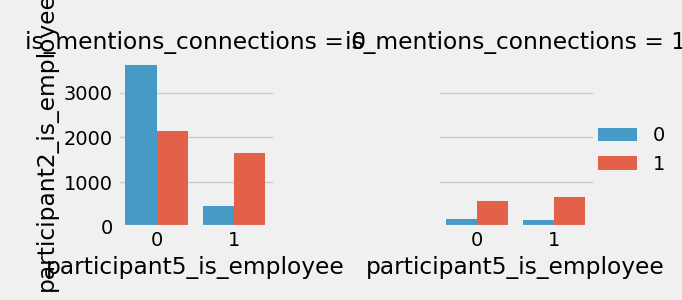 is_mentions_connections = 0
is_mentions_connections = 1
participant2_is_employee
3000
2000
1000
0
0
1
0
1
participant5_is_employee
participant5_is_employee
0
1